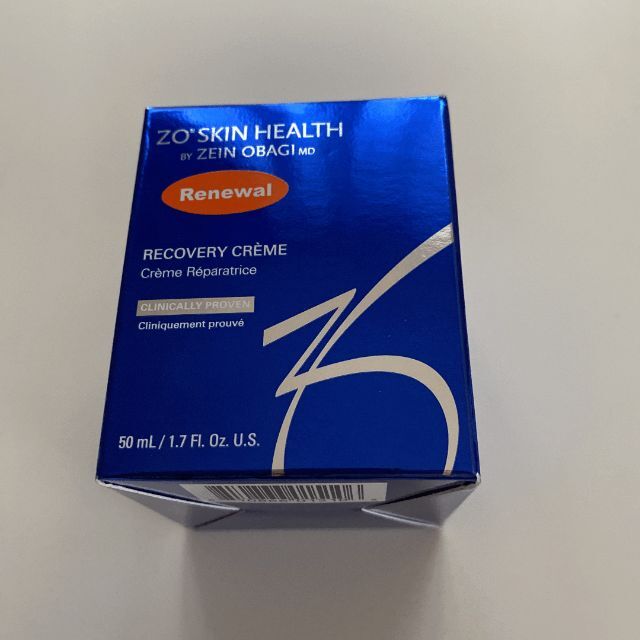 ZO® SKIN HEALTH
BY ZEIN OBAGI MD
Renewal
RECOVERY CRÈME
Crème Réparatrice
CLINICALLY PROVEN
Cliniquement prouvé
50 mL / 1.7 Fl. Oz. U.S.